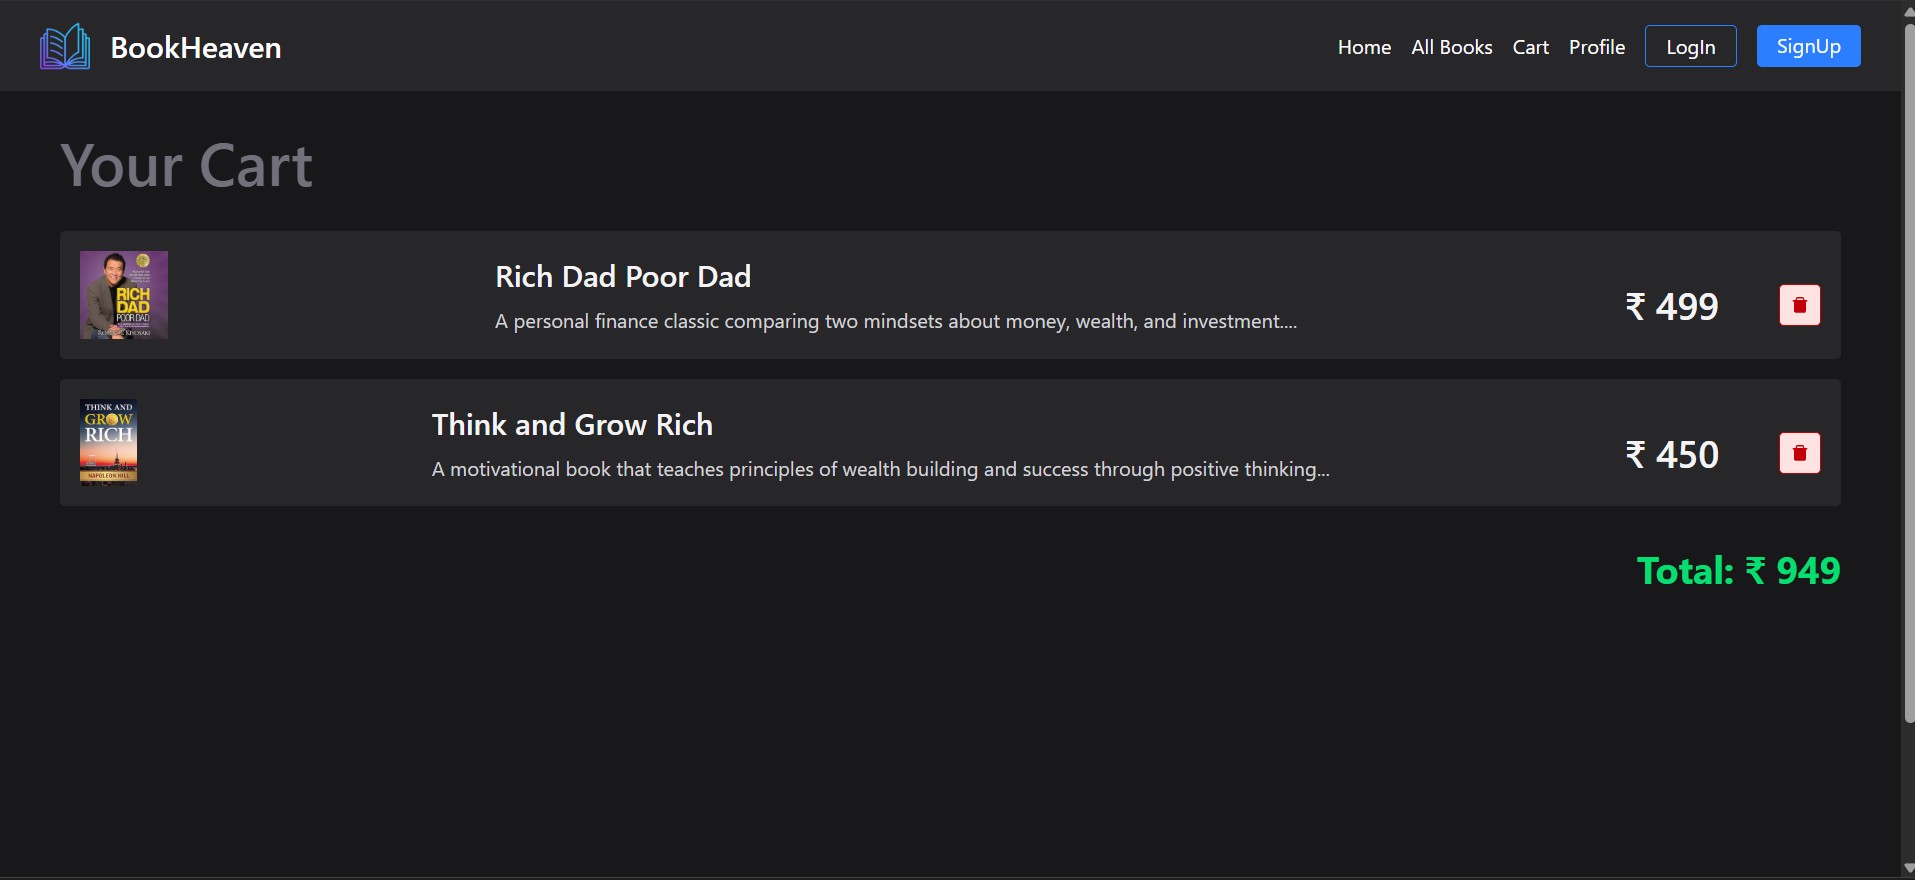 BookHeaven
Home All Books Cart Profile LogIn SignUp
Your Cart
RICH
DAD
POOR DAD
Rich Dad Poor Dad
A personal finance classic comparing two mindsets about money, wealth, and investment....
₹ 499
THINK AND
GROW
RICH
NAPOLEON HILL
Think and Grow Rich
A motivational book that teaches principles of wealth building and success through positive thinking...
₹ 450
Total: ₹ 949